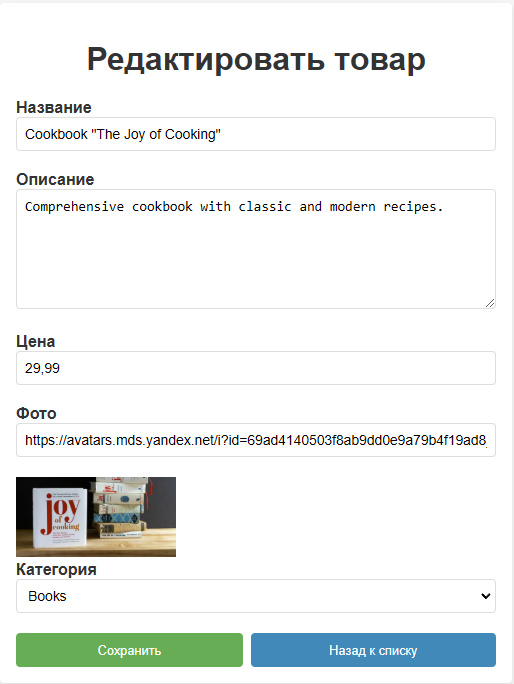 Редактировать товар
Название
Cookbook "The Joy of Cooking"
Описание
Comprehensive cookbook with classic and modern recipes.
Цена
29,99
Фото
https://avatars.mds.yandex.net/i?id=69ad4140503f8ab9dd0e9a79b4f19ad8_
joy
of
cooking
Категория
Books
Сохранить
Назад к списку